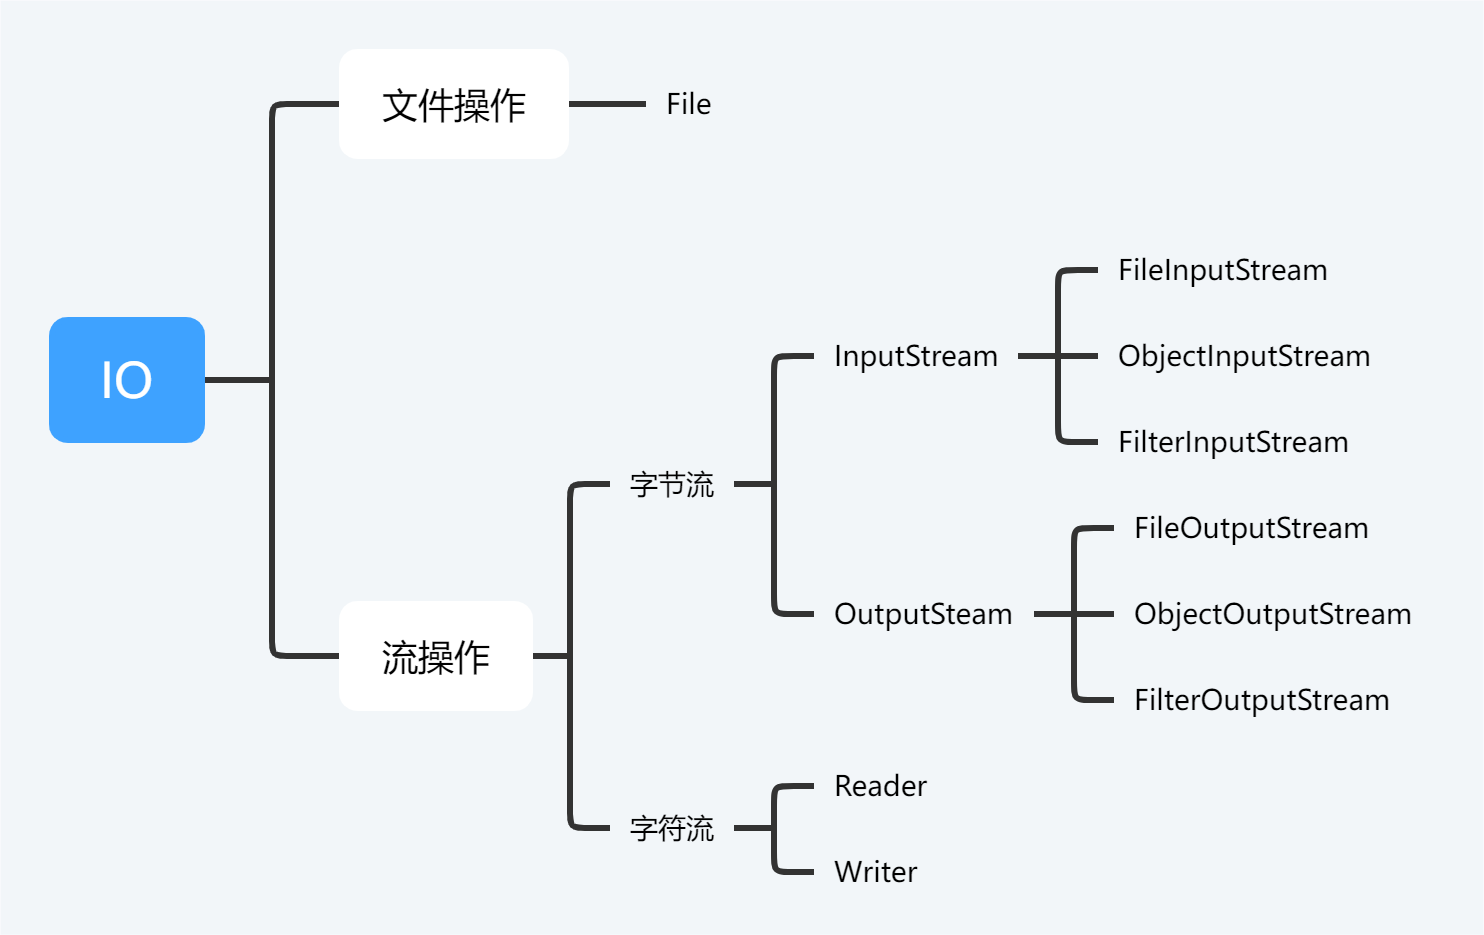 IO
文件操作
File
流操作
字节流
InputStream
FileInputStream
ObjectInputStream
FilterInputStream
OutputSteam
FileOutputStream
ObjectOutputStream
FilterOutputStream
字符流
Reader
Writer